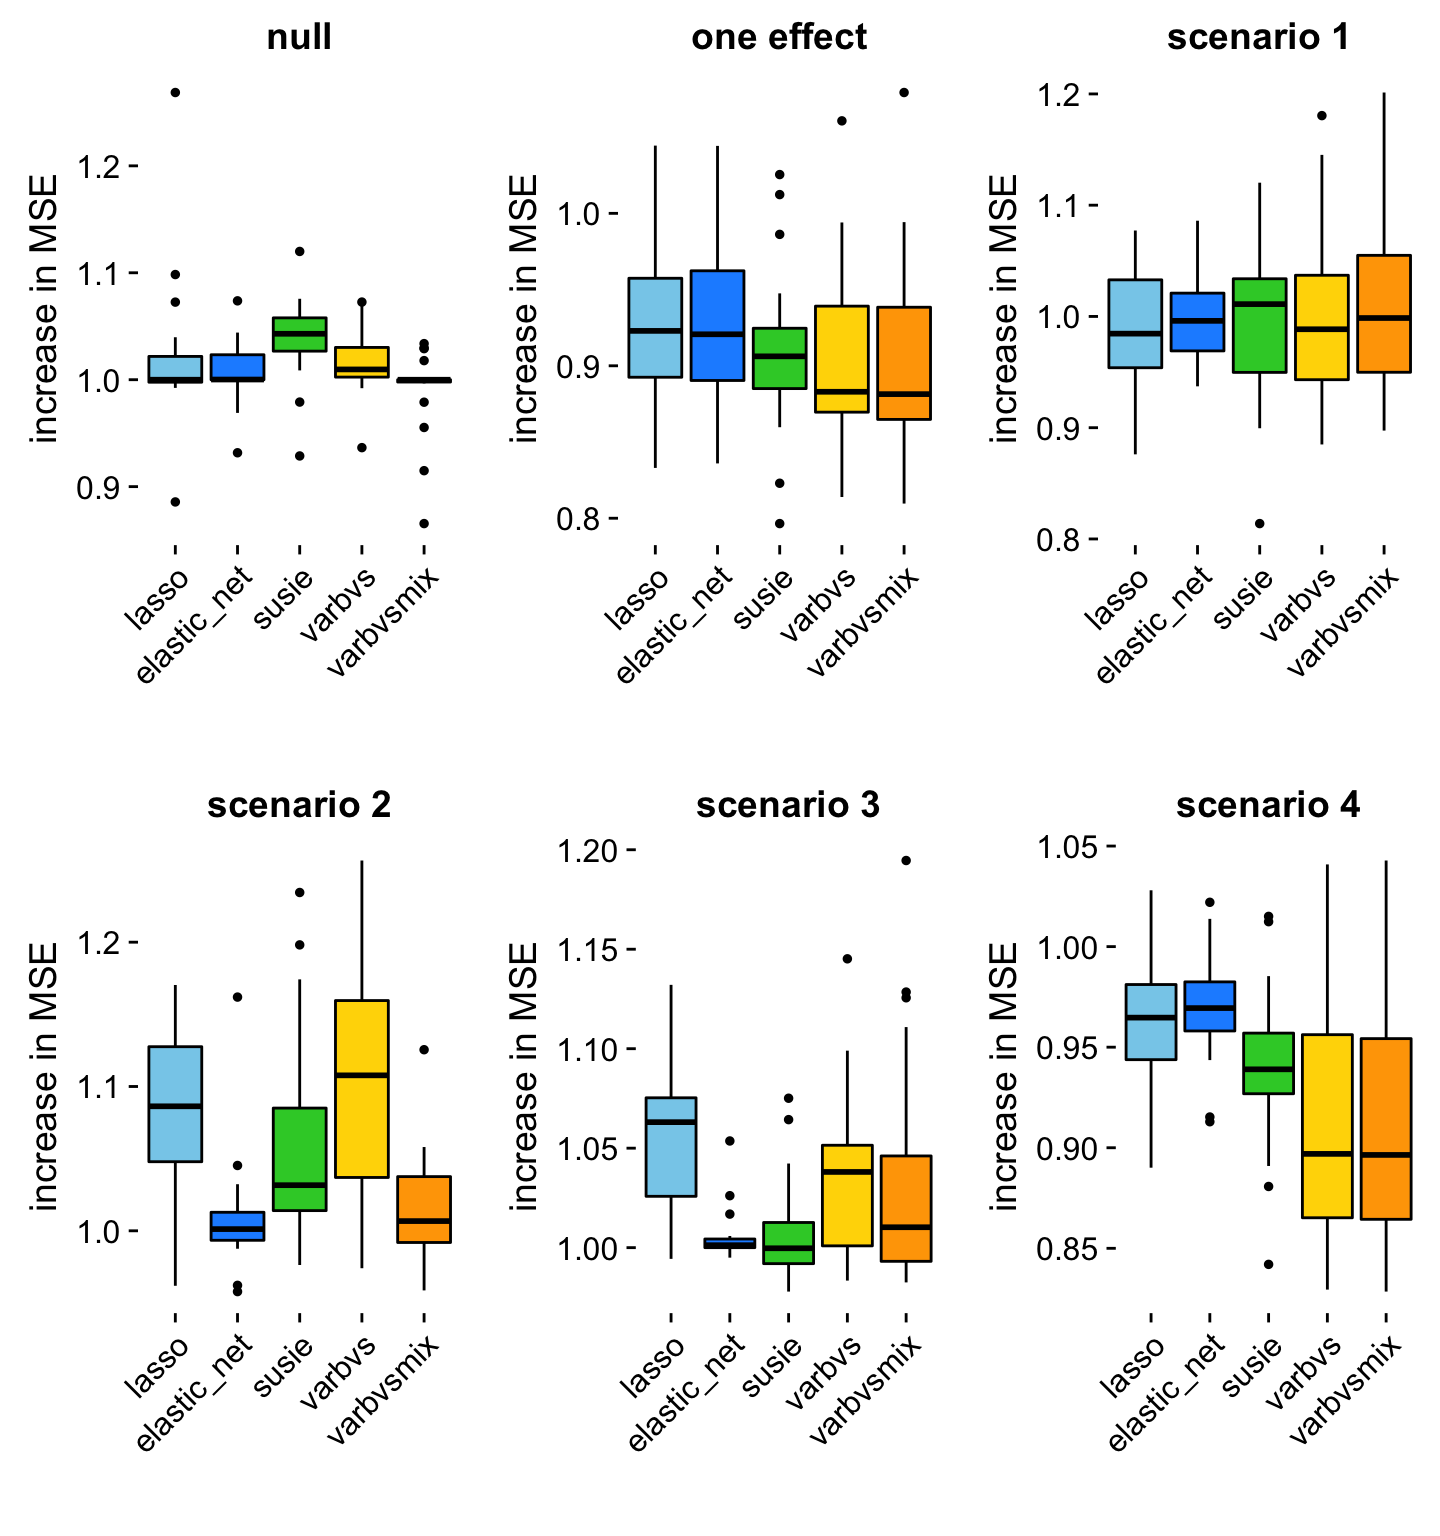 null
increase in MSE
1.2
1.1
1.0
0.9
lasso
elastic_net
susie
varbvs
varbvsmix
one effect
increase in MSE
1.0
0.9
0.8
lasso
elastic_net
susie
varbvs
varbvsmix
scenario 1
increase in MSE
1.2
1.1
1.0
0.9
0.8
lasso
elastic_net
susie
varbvs
varbvsmix
scenario 2
increase in MSE
1.2
1.1
1.0
lasso
elastic_net
susie
varbvs
varbvsmix
scenario 3
increase in MSE
1.20
1.15
1.10
1.05
1.00
lasso
elastic_net
susie
varbvs
varbvsmix
scenario 4
increase in MSE
1.05
1.00
0.95
0.90
0.85
lasso
elastic_net
susie
varbvs
varbvsmix